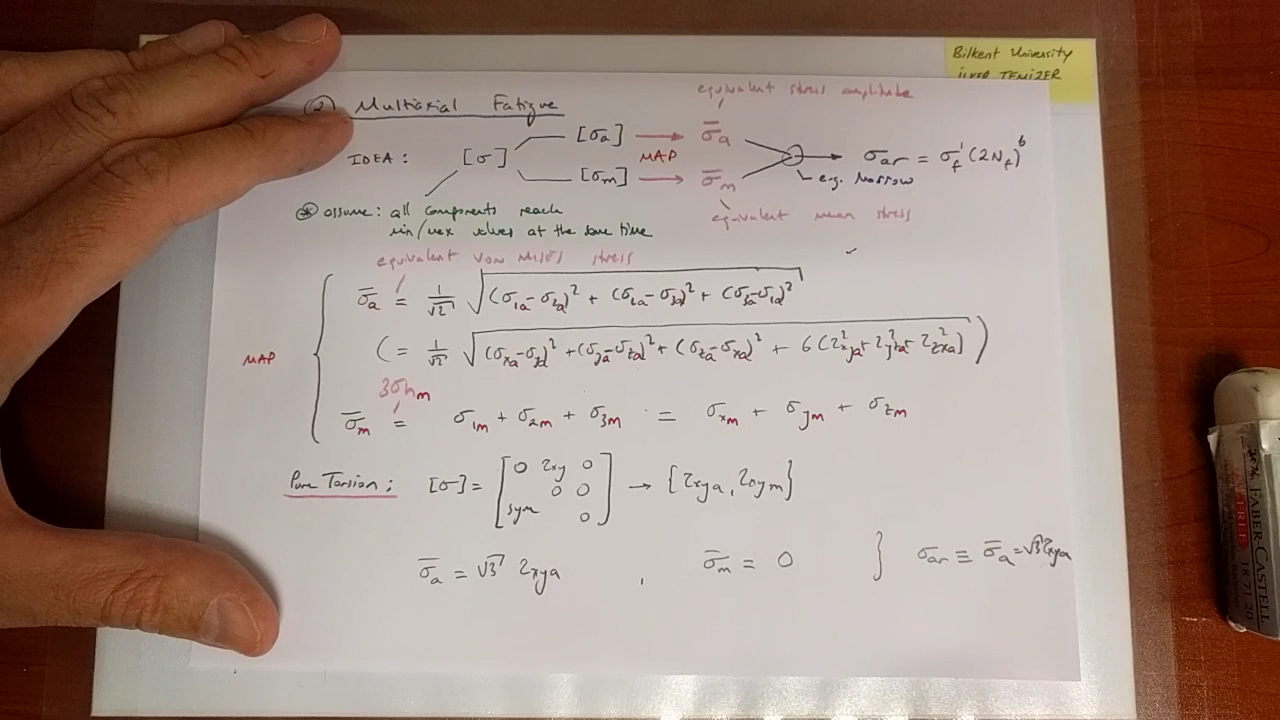 Bilkent University
İLKER TEMİZER
② Multiaxial Fatigue
equivalent stress amplitude
IDEA : [σ] [σa] MAP σ̄a
[σm] σ̄m
σar = σf' (2Nf)^b
e.g. Morrow
equivalent mean stress
⊛ assume : all components reach
min/max values at the same time
equivalent VON MISES stress
MAP
σ̄a = 1/√2 √((σ1a-σ2a)² + (σ2a-σ3a)² + (σ3a-σ1a)²)
(= 1/√2 √((σxa-σya)² + (σya-σza)² + (σza-σxa)² + 6(τ²xya+τ²yza+τ²zxa)))
3σhm
σ̄m = σ1m + σ2m + σ3m = σxm + σym + σzm
Pure Torsion : [σ] = [0 τxy 0
0 0
sym 0] → {τxya, τxym}
σ̄a = √3 τxya , σ̄m = 0 } σar ≡ σ̄a = √3 τxya
FABER-CASTELL
18 71 20